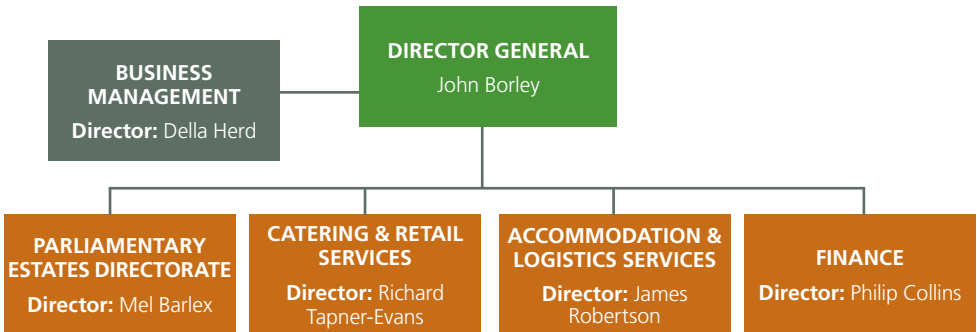 DIRECTOR GENERAL
John Borley
BUSINESS
MANAGEMENT
Director: Della Herd
PARLIAMENTARY
ESTATES DIRECTORATE
Director: Mel Barlex
CATERING & RETAIL
SERVICES
Director: Richard
Tapner-Evans
ACCOMMODATION &
LOGISTICS SERVICES
Director: James
Robertson
FINANCE
Director: Philip Collins